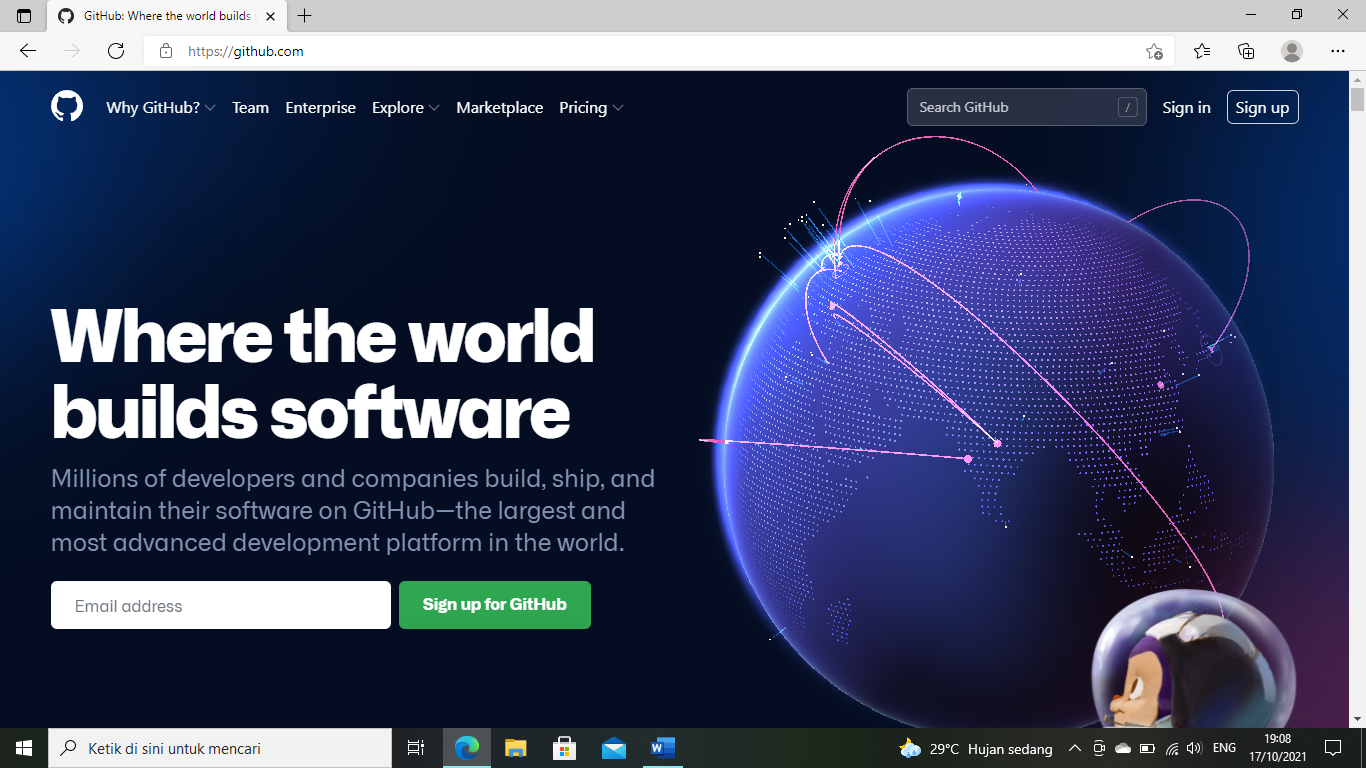 GitHub: Where the world builds s
https://github.com
Why GitHub? Team Enterprise Explore Marketplace Pricing Search GitHub / Sign in Sign up
Where the world
builds software
Millions of developers and companies build, ship, and
maintain their software on GitHub—the largest and
most advanced development platform in the world.
Email address Sign up for GitHub
Ketik di sini untuk mencari 29°C Hujan sedang ENG 19:08
17/10/2021